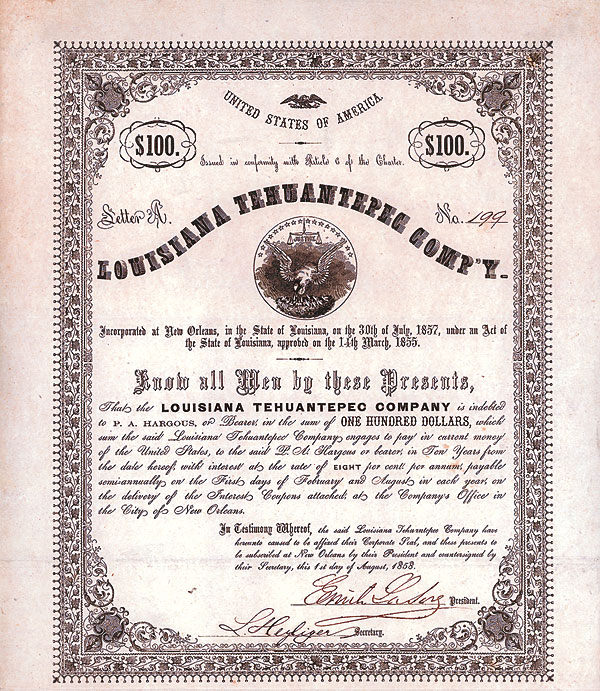 UNITED STATES OF AMERICA
$100.
$100.
Issued in conformity with Article 6 of the Charter.
Letter A.
No. 199
LOUISIANA TEHUANTEPEC COMP'Y.
JUSTICE
Incorporated at New Orleans, in the State of Louisiana, on the 30th of July, 1857, under an Act of
the State of Louisiana, approved on the 14th March, 1855.
Know all Men by these Presents,
That the LOUISIANA TEHUANTEPEC COMPANY is indebted
to P. A. HARGOUS, or Bearer, in the sum of ONE HUNDRED DOLLARS, which
sum the said Louisiana Tehuantepec Company engages to pay in current money
of the United States, to the said P. A. Hargous or bearer, in Ten Years from
the date hereof, with interest at the rate of EIGHT per cent. per annum, payable
semi-annually on the First days of February and August in each year, on
the delivery of the Interest Coupons attached, at the Company's Office in
the City of New Orleans.
In Testimony Whereof, the said Louisiana Tehuantepec Company have
hereunto caused to be affixed their Corporate Seal, and these presents to
be subscribed at New Orleans by their President and countersigned by
their Secretary, this 1st day of August, 1858.
President.
Secretary.